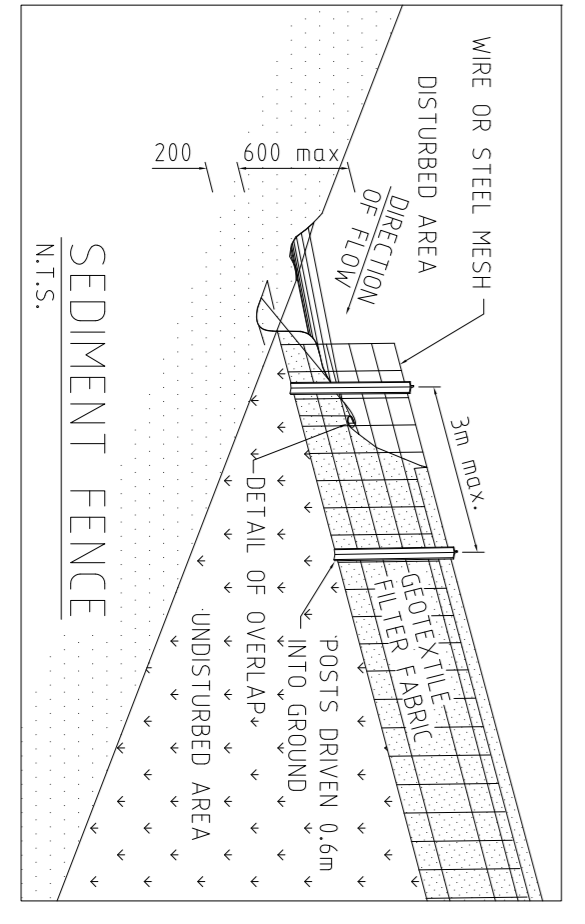 WIRE OR STEEL MESH
DISTURBED AREA
DIRECTION
OF FLOW
3m max.
600 max
200
GEOTEXTILE
FILTER FABRIC
POSTS DRIVEN 0.6m
INTO GROUND
DETAIL OF OVERLAP
UNDISTURBED AREA
SEDIMENT FENCE
N.T.S.